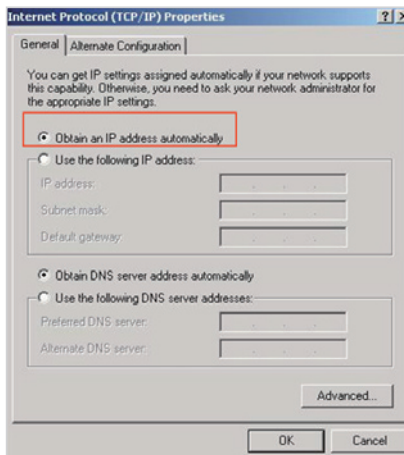 Internet Protocol (TCP/IP) Properties
General
Alternate Configuration
You can get IP settings assigned automatically if your network supports
this capability. Otherwise, you need to ask your network administrator for
the appropriate IP settings.
Obtain an IP address automatically
Use the following IP address:
IP address:
Subnet mask:
Default gateway:
Obtain DNS server address automatically
Use the following DNS server addresses:
Preferred DNS server:
Alternate DNS server:
Advanced...
OK
Cancel